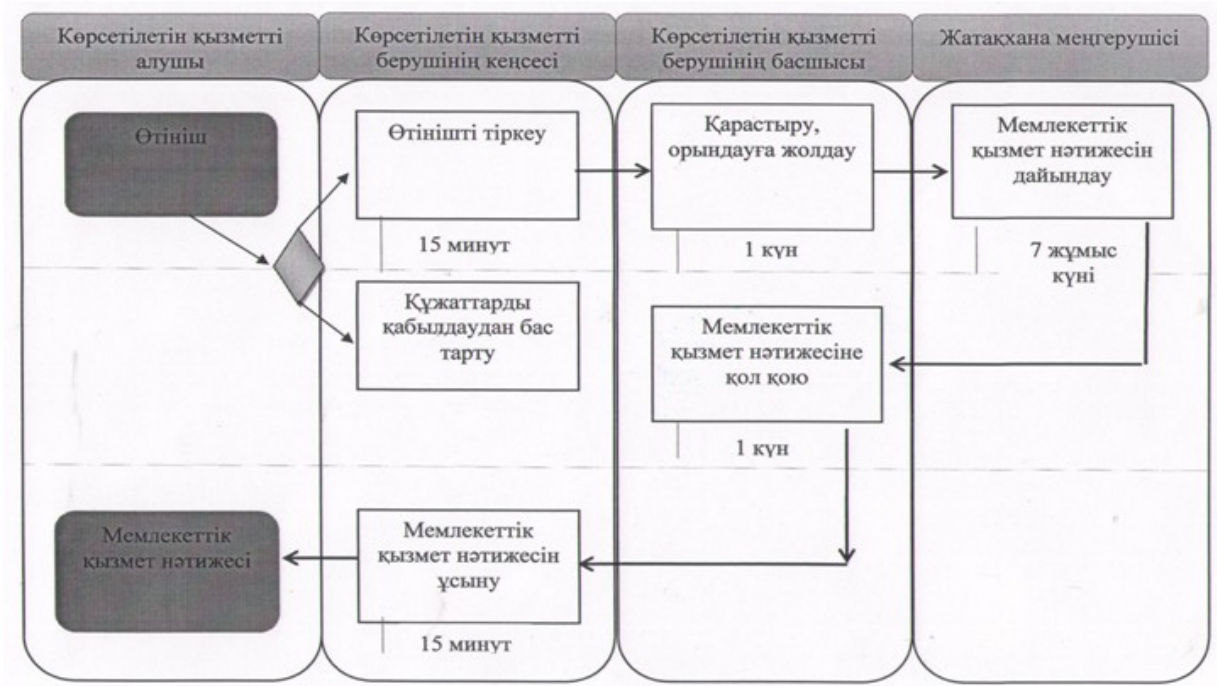 Көрсетілетін қызметті
алушы
Көрсетілетін қызметті
берушінің кеңсесі
Көрсетілетін қызметті
берушінің басшысы
Жатақхана меңгерушісі
Өтініш
Өтінішті тіркеу
15 минут
Қарастыру,
орындауға жолдау
1 күн
Мемлекеттік
қызмет нәтижесін
дайындау
7 жұмыс
күні
Құжаттарды
қабылдаудан бас
тарту
Мемлекеттік
қызмет нәтижесіне
қол қою
1 күн
Мемлекеттік
қызмет нәтижесін
ұсыну
15 минут
Мемлекеттік
қызмет нәтижесі